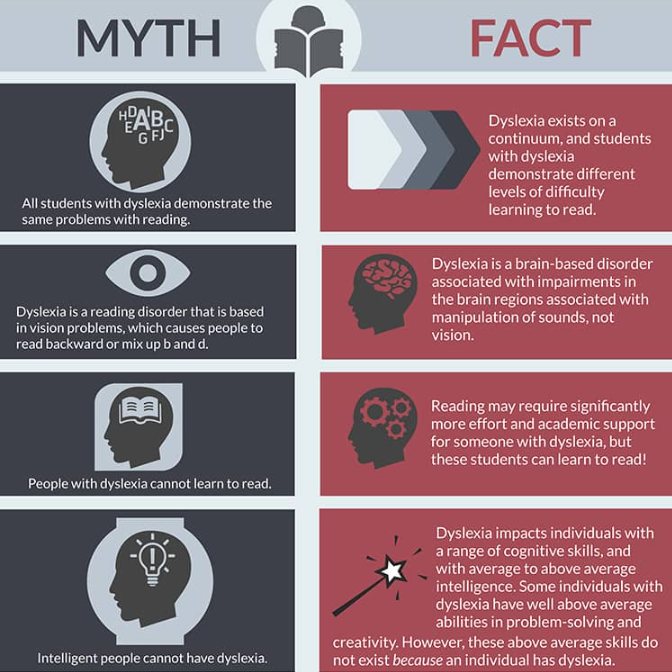 MYTH
FACT
HDABC
EGFJ
All students with dyslexia demonstrate the
same problems with reading.
Dyslexia exists on a
continuum, and students
with dyslexia
demonstrate different
levels of difficulty
learning to read.
Dyslexia is a reading disorder that is based
in vision problems, which causes people to
read backward or mix up b and d.
Dyslexia is a brain-based disorder
associated with impairments in
the brain regions associated with
manipulation of sounds, not
vision.
People with dyslexia cannot learn to read.
Reading may require significantly
more effort and academic support
for someone with dyslexia, but
these students can learn to read!
Intelligent people cannot have dyslexia.
Dyslexia impacts individuals with
a range of cognitive skills, and
with average to above average
intelligence. Some individuals with
dyslexia have well above average
abilities in problem-solving and
creativity. However, these above average skills do
not exist because an individual has dyslexia.